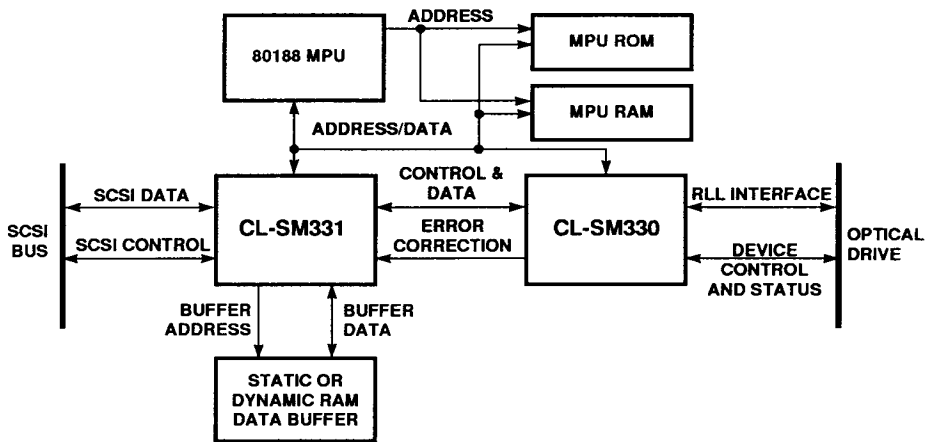 ADDRESS
80188 MPU
MPU ROM
MPU RAM
ADDRESS/DATA
SCSI
BUS
SCSI DATA
SCSI CONTROL
CL-SM331
CONTROL &
DATA
ERROR
CORRECTION
CL-SM330
RLL INTERFACE
DEVICE
CONTROL
AND STATUS
OPTICAL
DRIVE
BUFFER
ADDRESS
BUFFER
DATA
STATIC OR
DYNAMIC RAM
DATA BUFFER